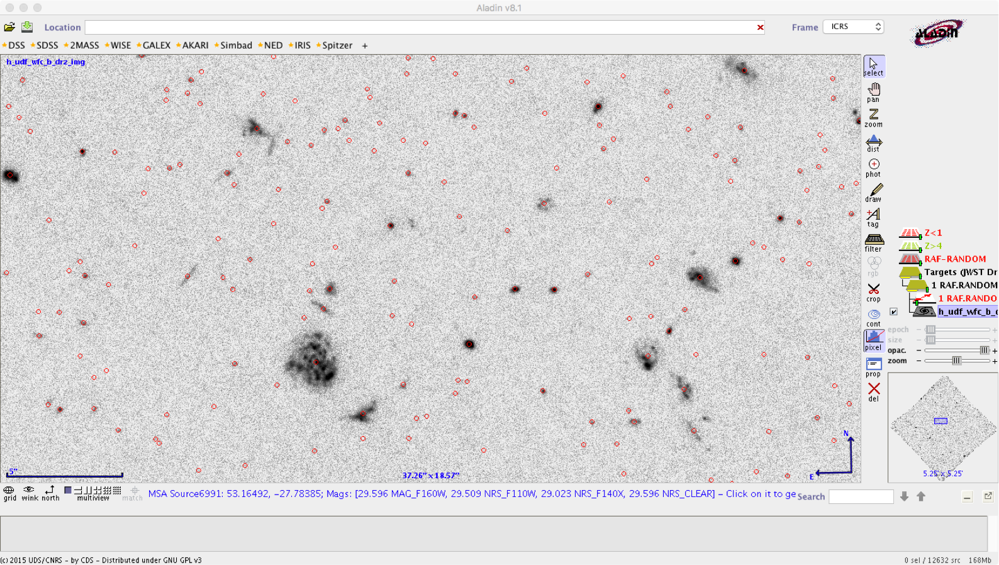 Aladin v8.1
Location
Frame ICRS
ALADIN
DSS SDSS 2MASS WISE GALEX AKARI Simbad NED IRIS Spitzer +
h_udf_wfc_b_drz_img
select
pan
zoom
dist
phot
draw
tag
filter
rgb
crop
cont
pixel
prop
del
Z<1
Z>4
RAF-RANDOM
Targets (JWST Dr
1 RAF.RANDOM
1 RAF.RANDO
h_udf_wfc_b_d
epoch - +
size - +
opac. - +
zoom - +
N
E
5"
37.26" x 18.57"
5.25' x 5.25'
grid wink north multiview match
MSA Source6991: 53.16492, -27.78385; Mags: [29.596 MAG_F160W, 29.509 NRS_F110W, 29.023 NRS_F140X, 29.596 NRS_CLEAR] - Click on it to ge
Search
(c) 2015 UDS/CNRS - by CDS - Distributed under GNU GPL v3
0 sel / 12632 src 168Mb